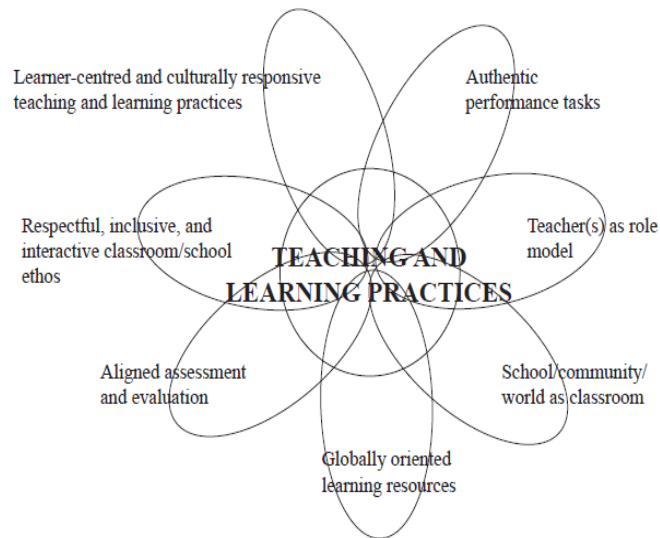 Learner-centred and culturally responsive
teaching and learning practices
Authentic
performance tasks
Respectful, inclusive, and
interactive classroom/school
ethos
TEACHING AND
LEARNING PRACTICES
Teacher(s) as role
model
Aligned assessment
and evaluation
School/community/
world as classroom
Globally oriented
learning resources